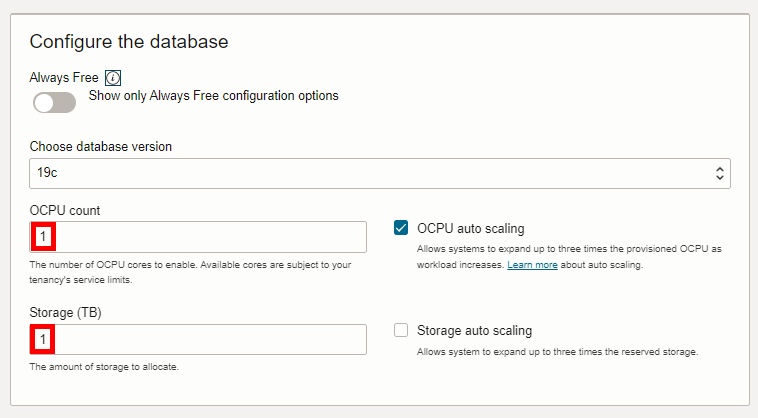 Configure the database
Always Free
Show only Always Free configuration options
Choose database version
19c
OCPU count
1
The number of OCPU cores to enable. Available cores are subject to your
tenancy's service limits.
OCPU auto scaling
Allows systems to expand up to three times the provisioned OCPU as
workload increases. Learn more about auto scaling.
Storage (TB)
1
The amount of storage to allocate.
Storage auto scaling
Allows system to expand up to three times the reserved storage.